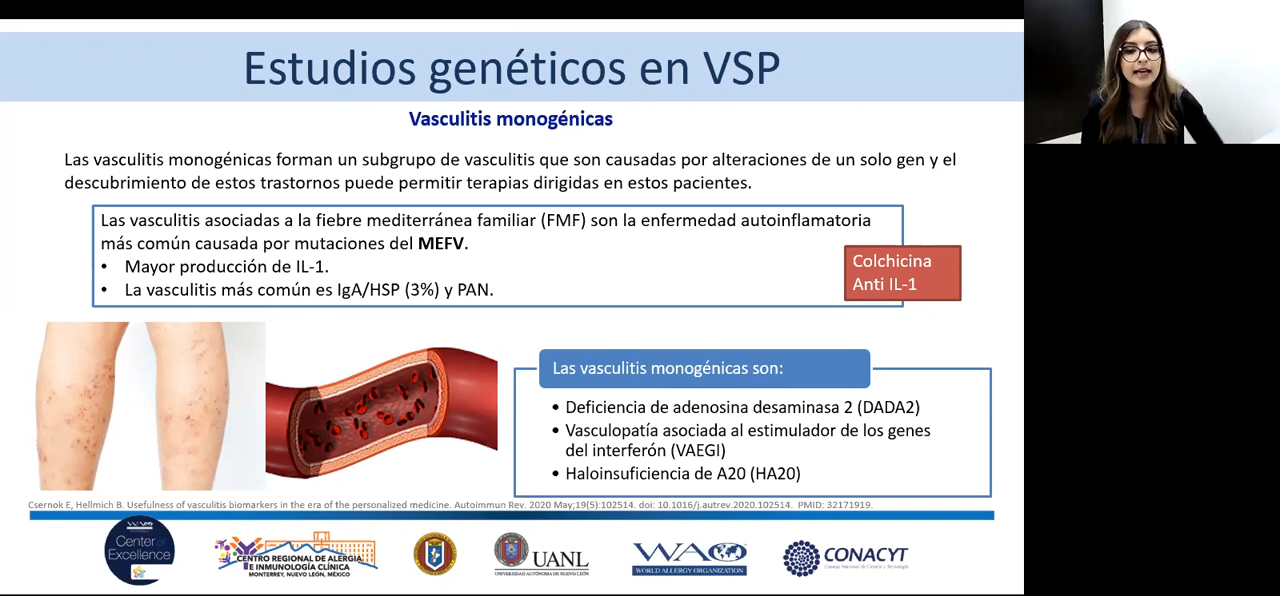 Estudios genéticos en VSP
Vasculitis monogénicas
Las vasculitis monogénicas forman un subgrupo de vasculitis que son causadas por alteraciones de un solo gen y el
descubrimiento de estos trastornos puede permitir terapias dirigidas en estos pacientes.
Las vasculitis asociadas a la fiebre mediterránea familiar (FMF) son la enfermedad autoinflamatoria
más común causada por mutaciones del MEFV.
• Mayor producción de IL-1.
• La vasculitis más común es IgA/HSP (3%) y PAN.
Colchicina
Anti IL-1
Las vasculitis monogénicas son:
• Deficiencia de adenosina desaminasa 2 (DADA2)
• Vasculopatía asociada al estimulador de los genes
del interferón (VAEGI)
• Haloinsuficiencia de A20 (HA20)
Csernok E, Hellmich B. Usefulness of vasculitis biomarkers in the era of the personalized medicine. Autoimmun Rev. 2020 May;19(5):102514. doi: 10.1016/j.autrev.2020.102514. PMID: 32171919.
Center of
Excellence
CENTRO REGIONAL DE ALERGIA
E INMUNOLOGÍA CLÍNICA
MONTERREY, NUEVO LEÓN, MÉXICO
UANL
UNIVERSIDAD AUTÓNOMA DE NUEVO LEÓN
WAO
WORLD ALLERGY ORGANIZATION
CONACYT
Consejo Nacional de Ciencia y Tecnología